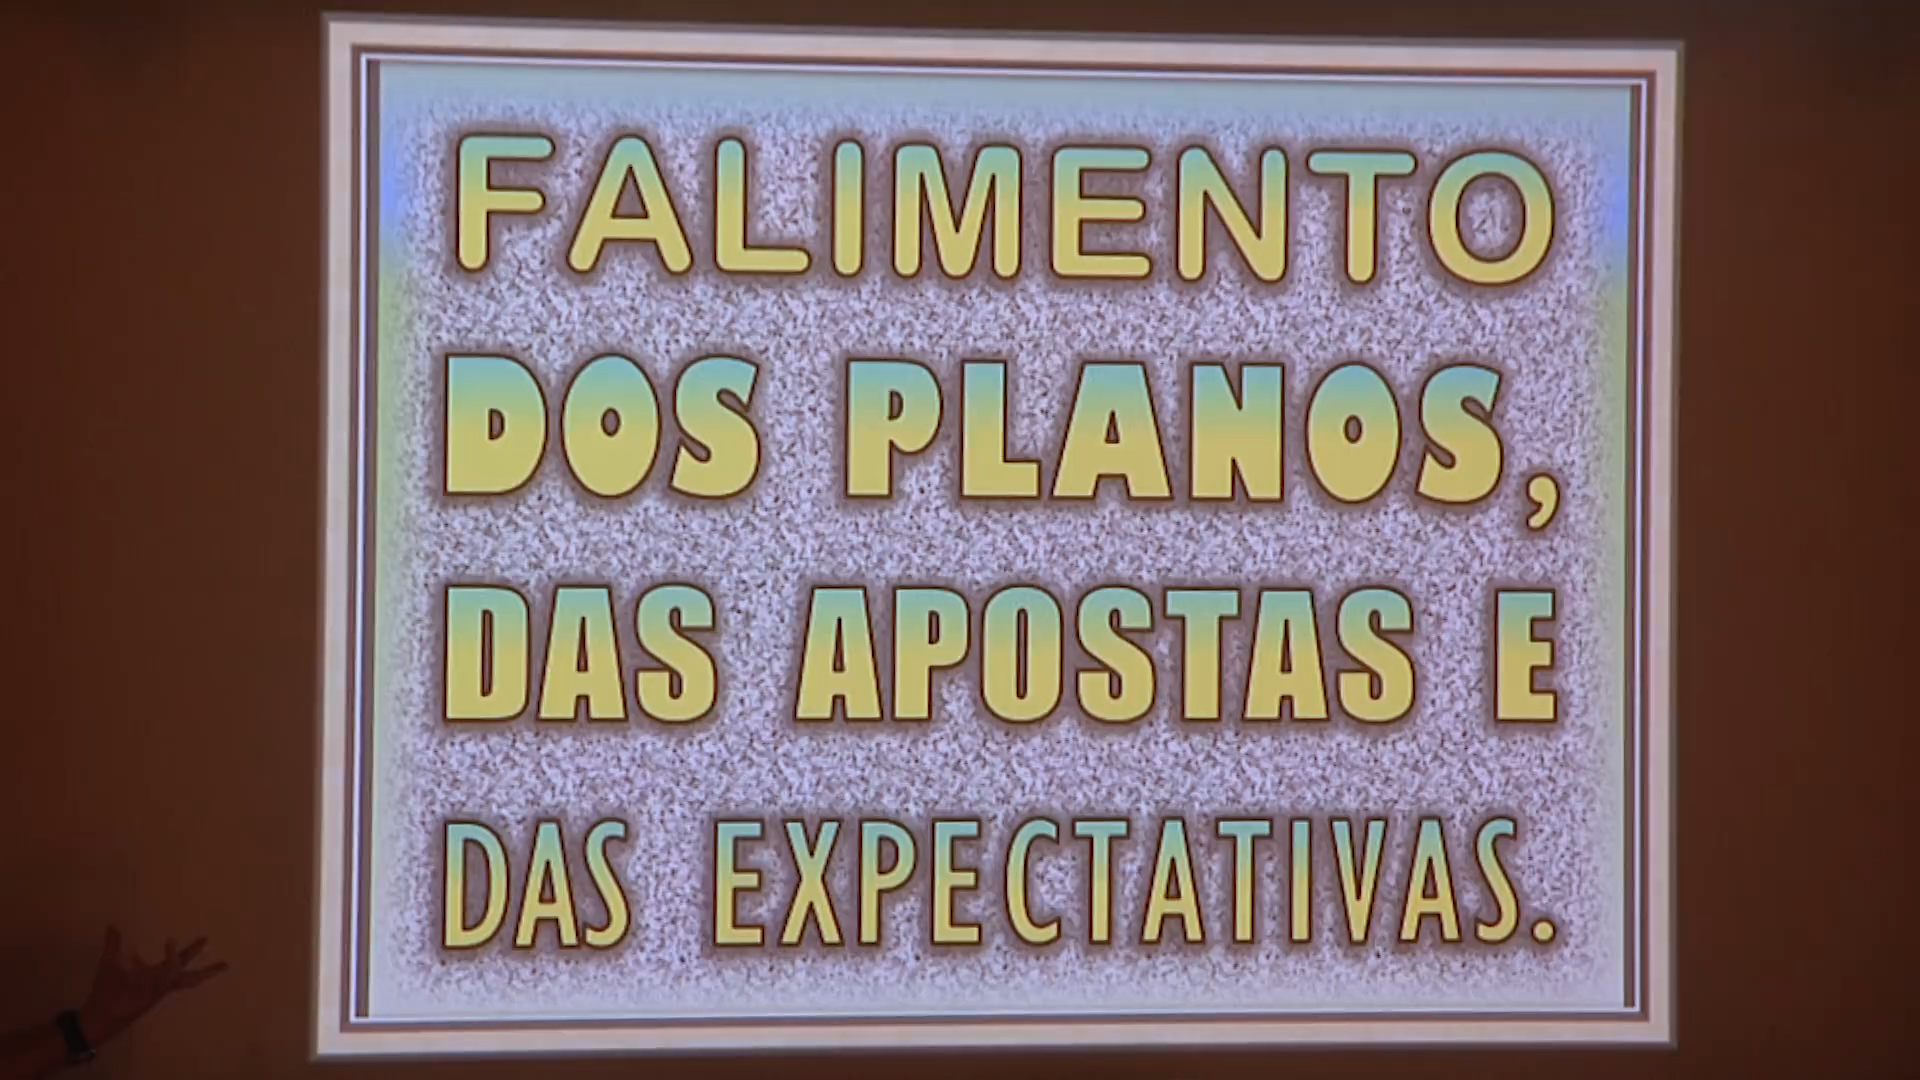 FALIMENTO
DOS PLANOS,
DAS APOSTAS E
DAS EXPECTATIVAS.